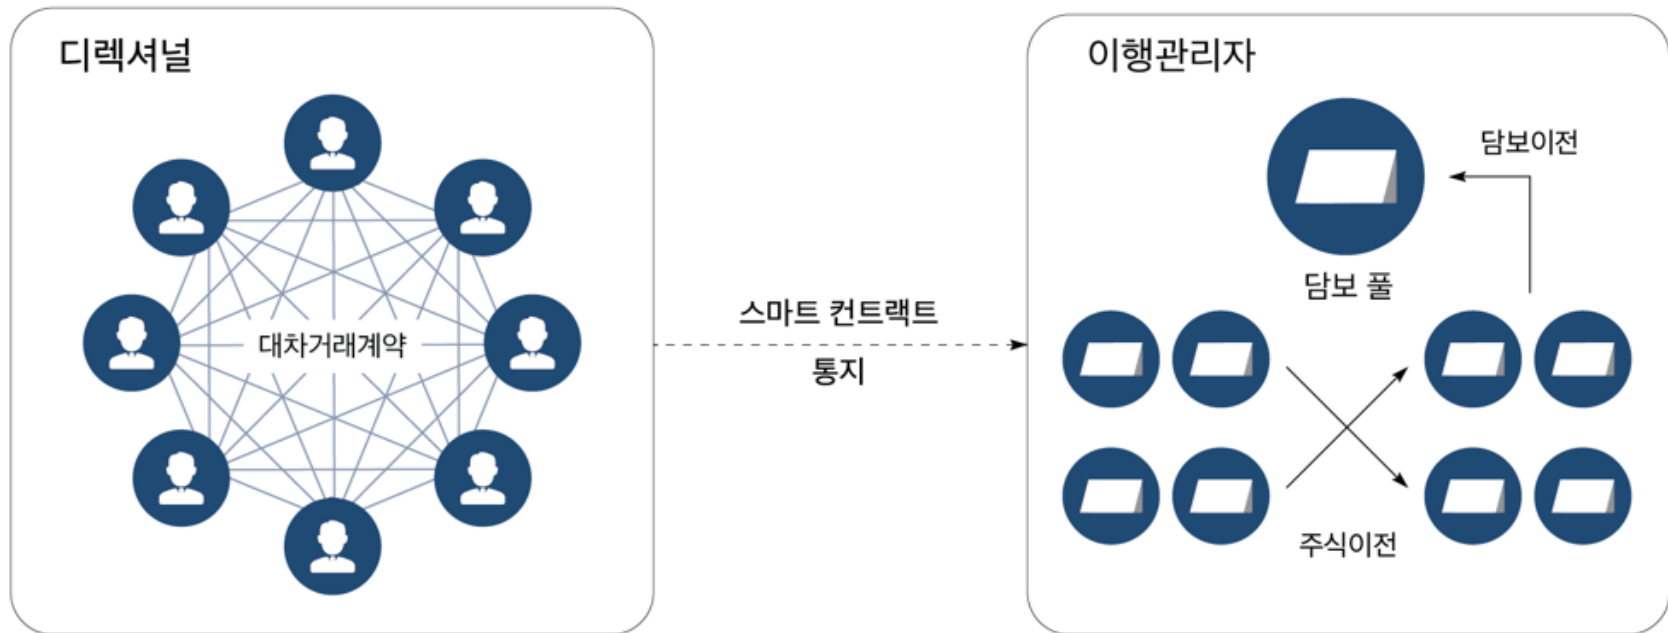 디렉셔널
대차거래계약
스마트 컨트랙트
통지
이행관리자
담보이전
담보 풀
주식이전